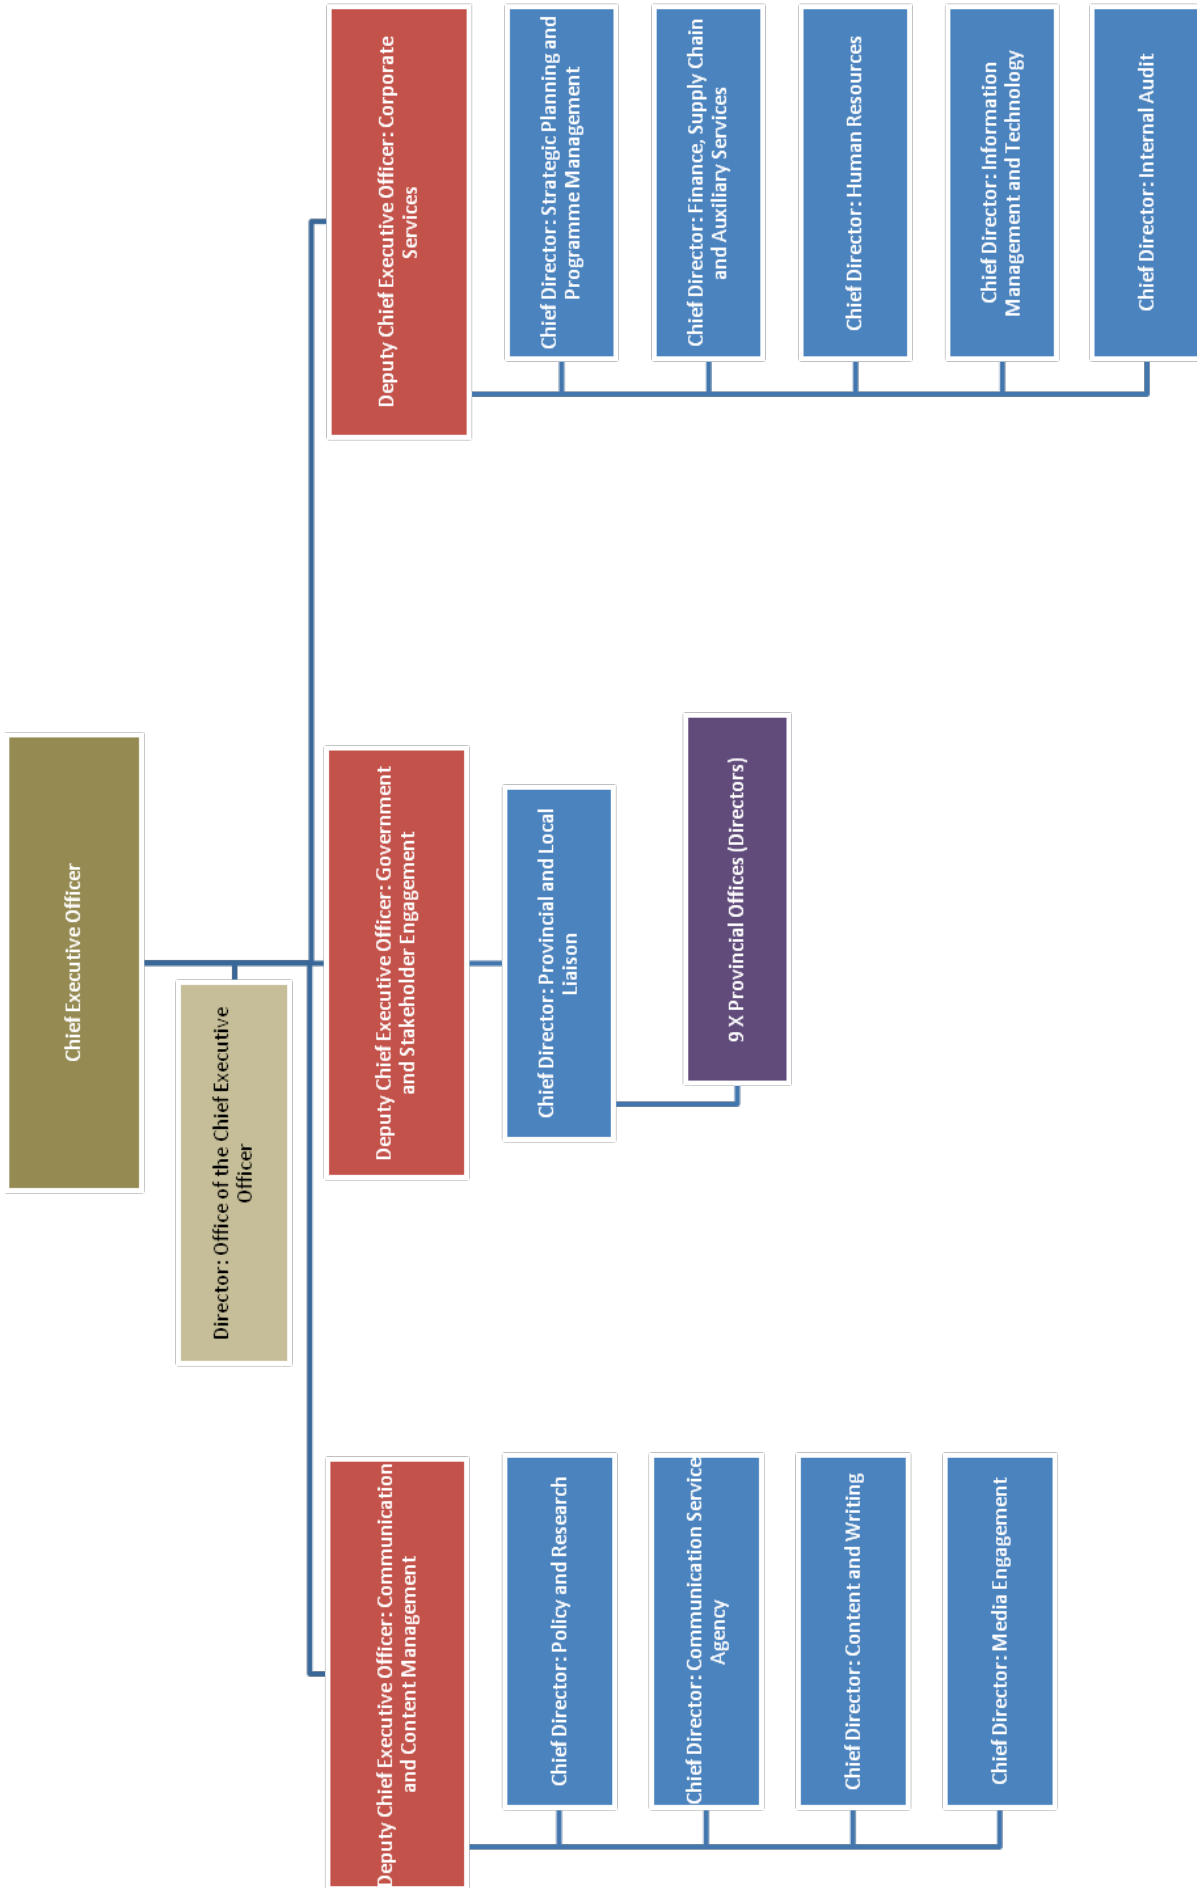 Chief Executive Officer
Director: Office of the Chief Executive
Officer
Deputy Chief Executive Officer: Communication
and Content Management
Chief Director: Policy and Research
Chief Director: Communication Service
Agency
Chief Director: Content and Writing
Chief Director: Media Engagement
Deputy Chief Executive Officer: Government
and Stakeholder Engagement
Chief Director: Provincial and Local
Liaison
9 X Provincial Offices (Directors)
Deputy Chief Executive Officer: Corporate
Services
Chief Director: Strategic Planning and
Programme Management
Chief Director: Finance, Supply Chain
and Auxiliary Services
Chief Director: Human Resources
Chief Director: Information
Management and Technology
Chief Director: Internal Audit